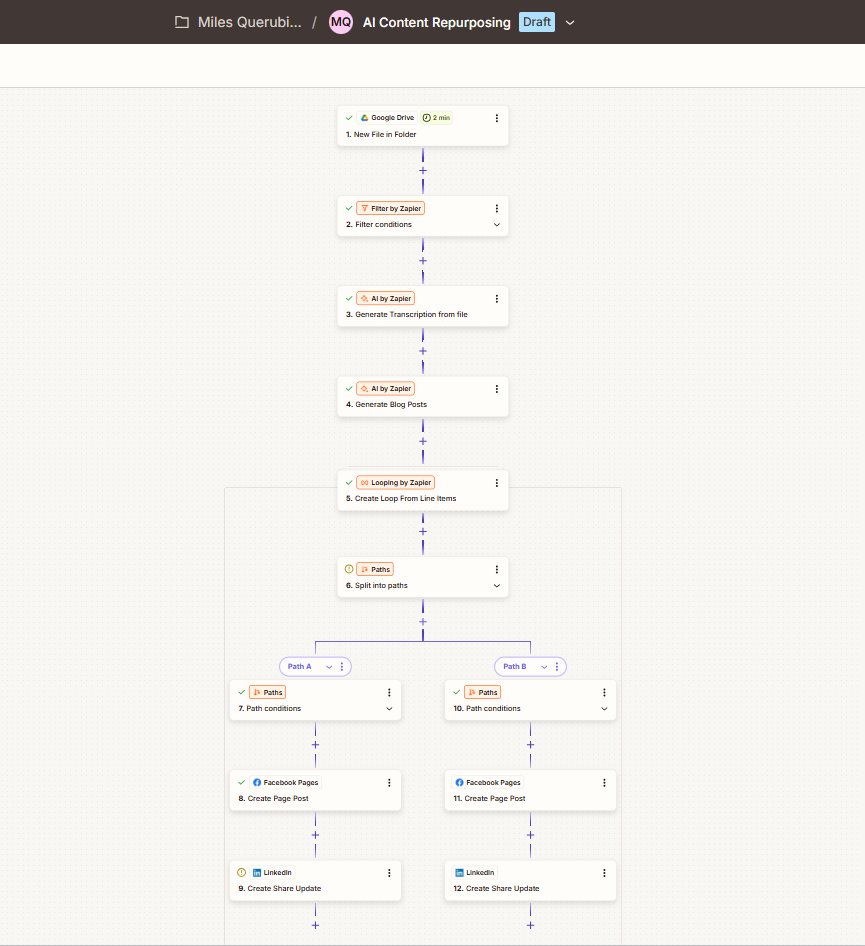 Miles Querubi... / MQ AI Content Repurposing Draft
Google Drive 2 min
1. New File in Folder
Filter by Zapier
2. Filter conditions
AI by Zapier
3. Generate Transcription from file
AI by Zapier
4. Generate Blog Posts
Looping by Zapier
5. Create Loop From Line Items
Paths
6. Split into paths
Path A
Paths
7. Path conditions
Facebook Pages
8. Create Page Post
LinkedIn
9. Create Share Update
Path B
Paths
10. Path conditions
Facebook Pages
11. Create Page Post
LinkedIn
12. Create Share Update